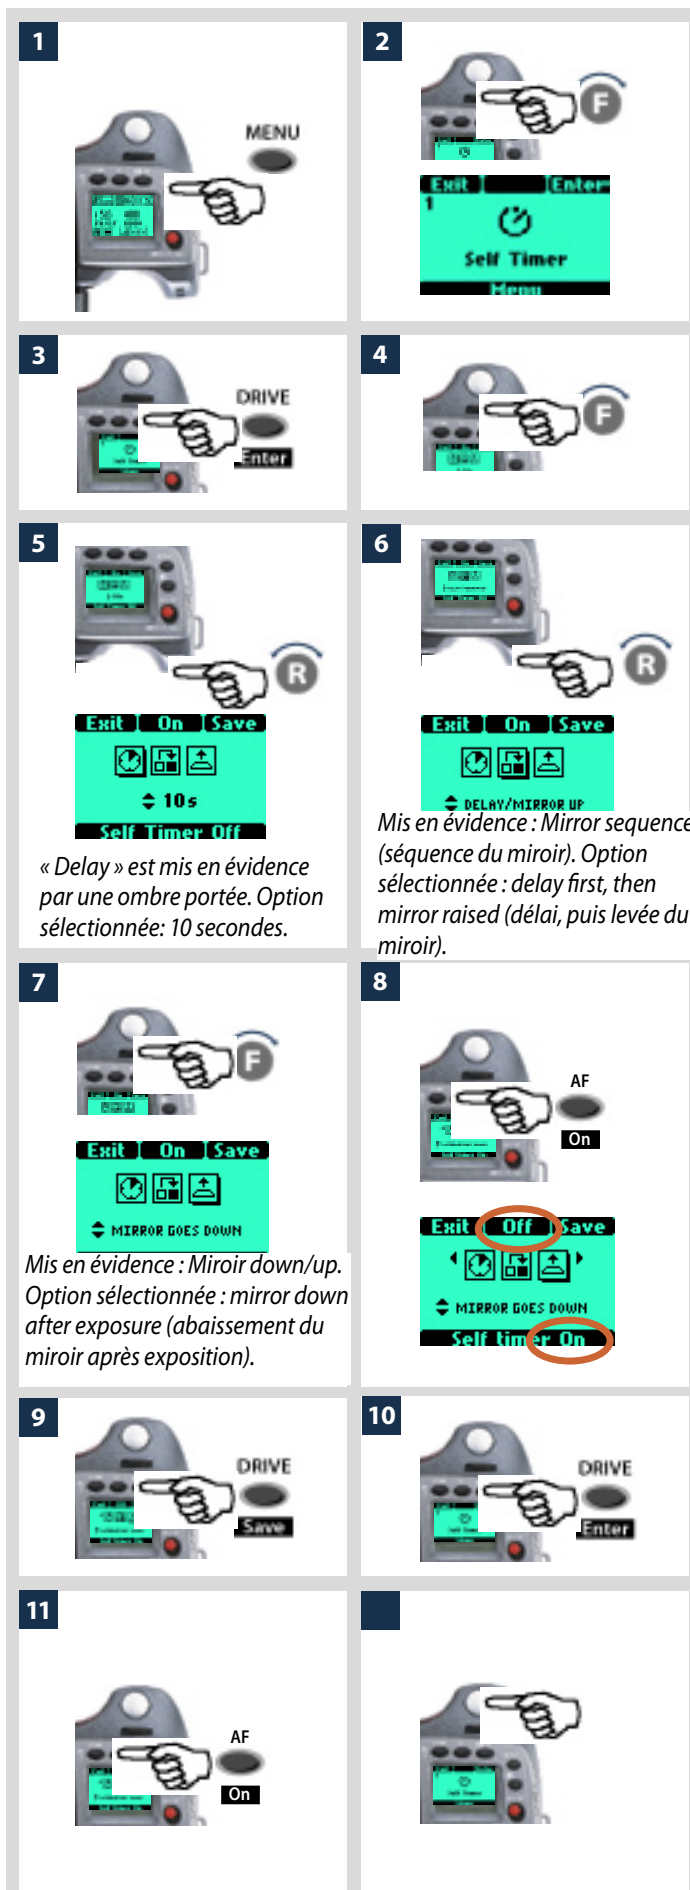 1
MENU
2
F
Exit Enter
1
Self Timer
Menu
3
DRIVE
Enter
4
F
5
R
Exit On Save
10s
Self Timer Off
« Delay » est mis en évidence
par une ombre portée. Option
sélectionnée: 10 secondes.
6
R
Exit On Save
DELAY/MIRROR UP
Mis en évidence : Mirror sequence
(séquence du miroir). Option
sélectionnée : delay first, then
mirror raised (délai, puis levée du
miroir).
7
F
Exit On Save
MIRROR GOES DOWN
Mis en évidence : Miroir down/up.
Option sélectionnée : mirror down
after exposure (abaissement du
miroir après exposition).
8
AF
On
Exit Off Save
MIRROR GOES DOWN
Self timer On
9
DRIVE
Save
10
DRIVE
Enter
11
AF
On